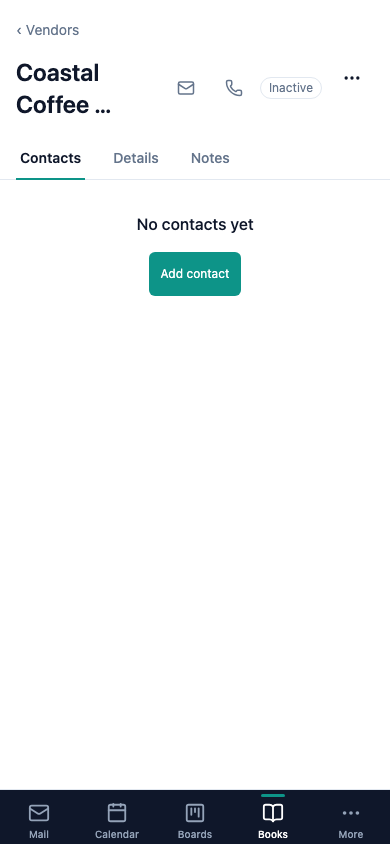 ‹ Vendors
Coastal
Coffee ...
Inactive
Contacts Details Notes
No contacts yet
Add contact
Mail Calendar Boards Books More